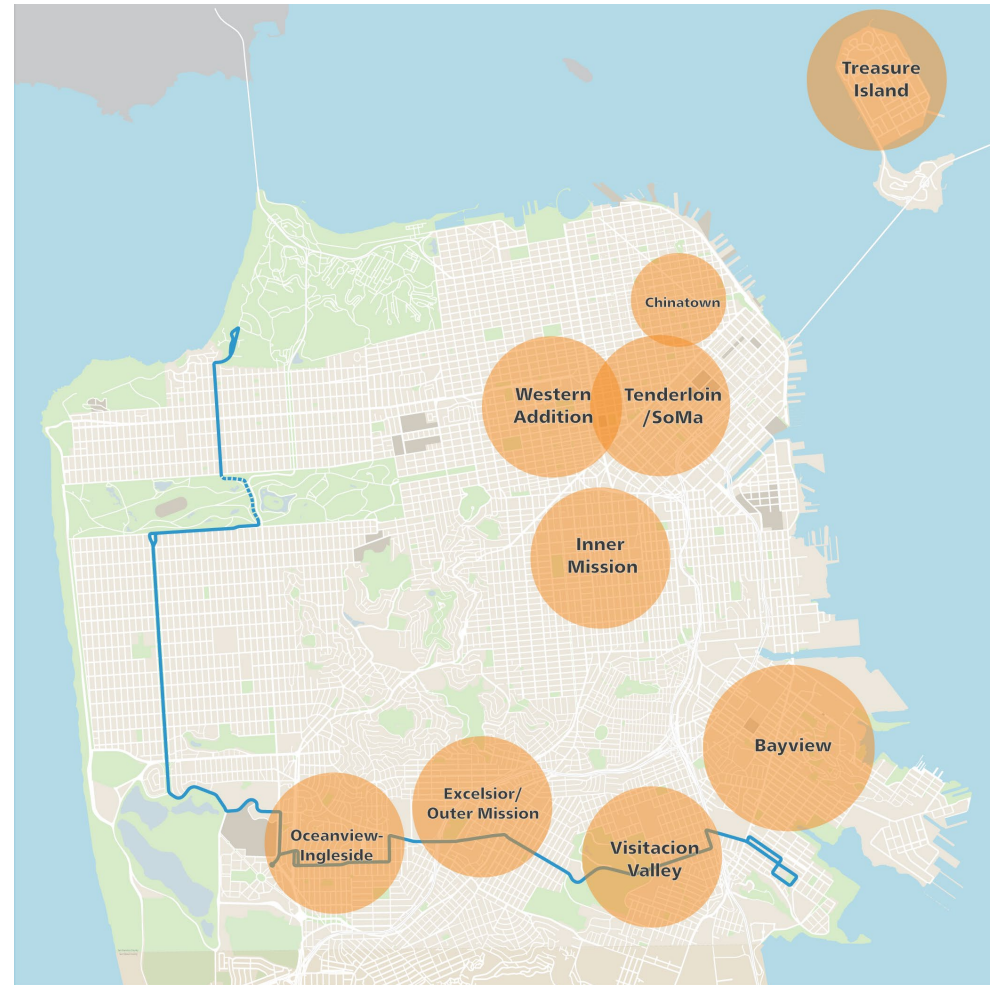 Treasure
Island
Chinatown
Western
Addition
Tenderloin
/SoMa
Inner
Mission
Bayview
Excelsior/
Outer Mission
Oceanview-
Ingleside
Visitacion
Valley